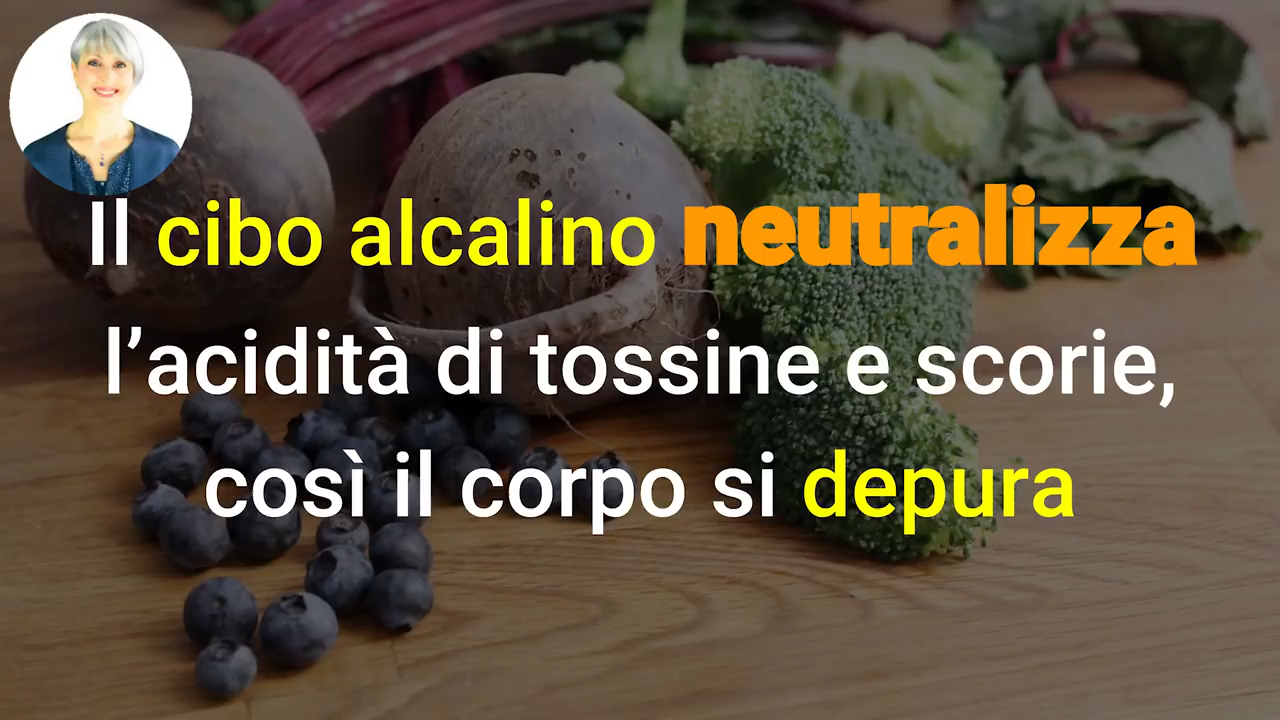 Il cibo alcalino neutralizza
l’acidità di tossine e scorie,
così il corpo si depura